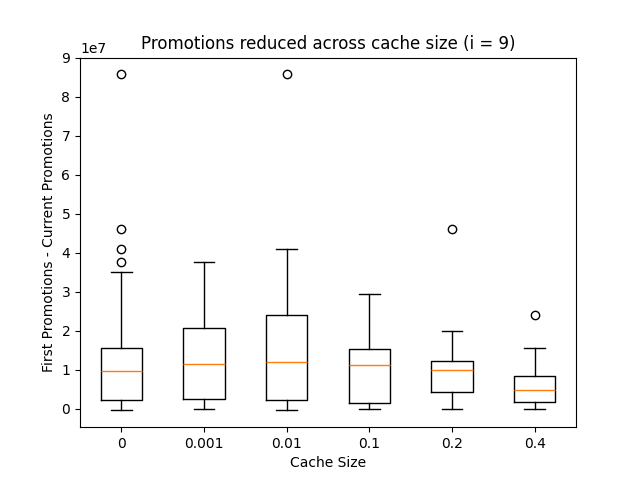 Promotions reduced across cache size (i = 9)
1e7
First Promotions - Current Promotions
9
8
7
6
5
4
3
2
1
0
0 0.001 0.01 0.1 0.2 0.4
Cache Size